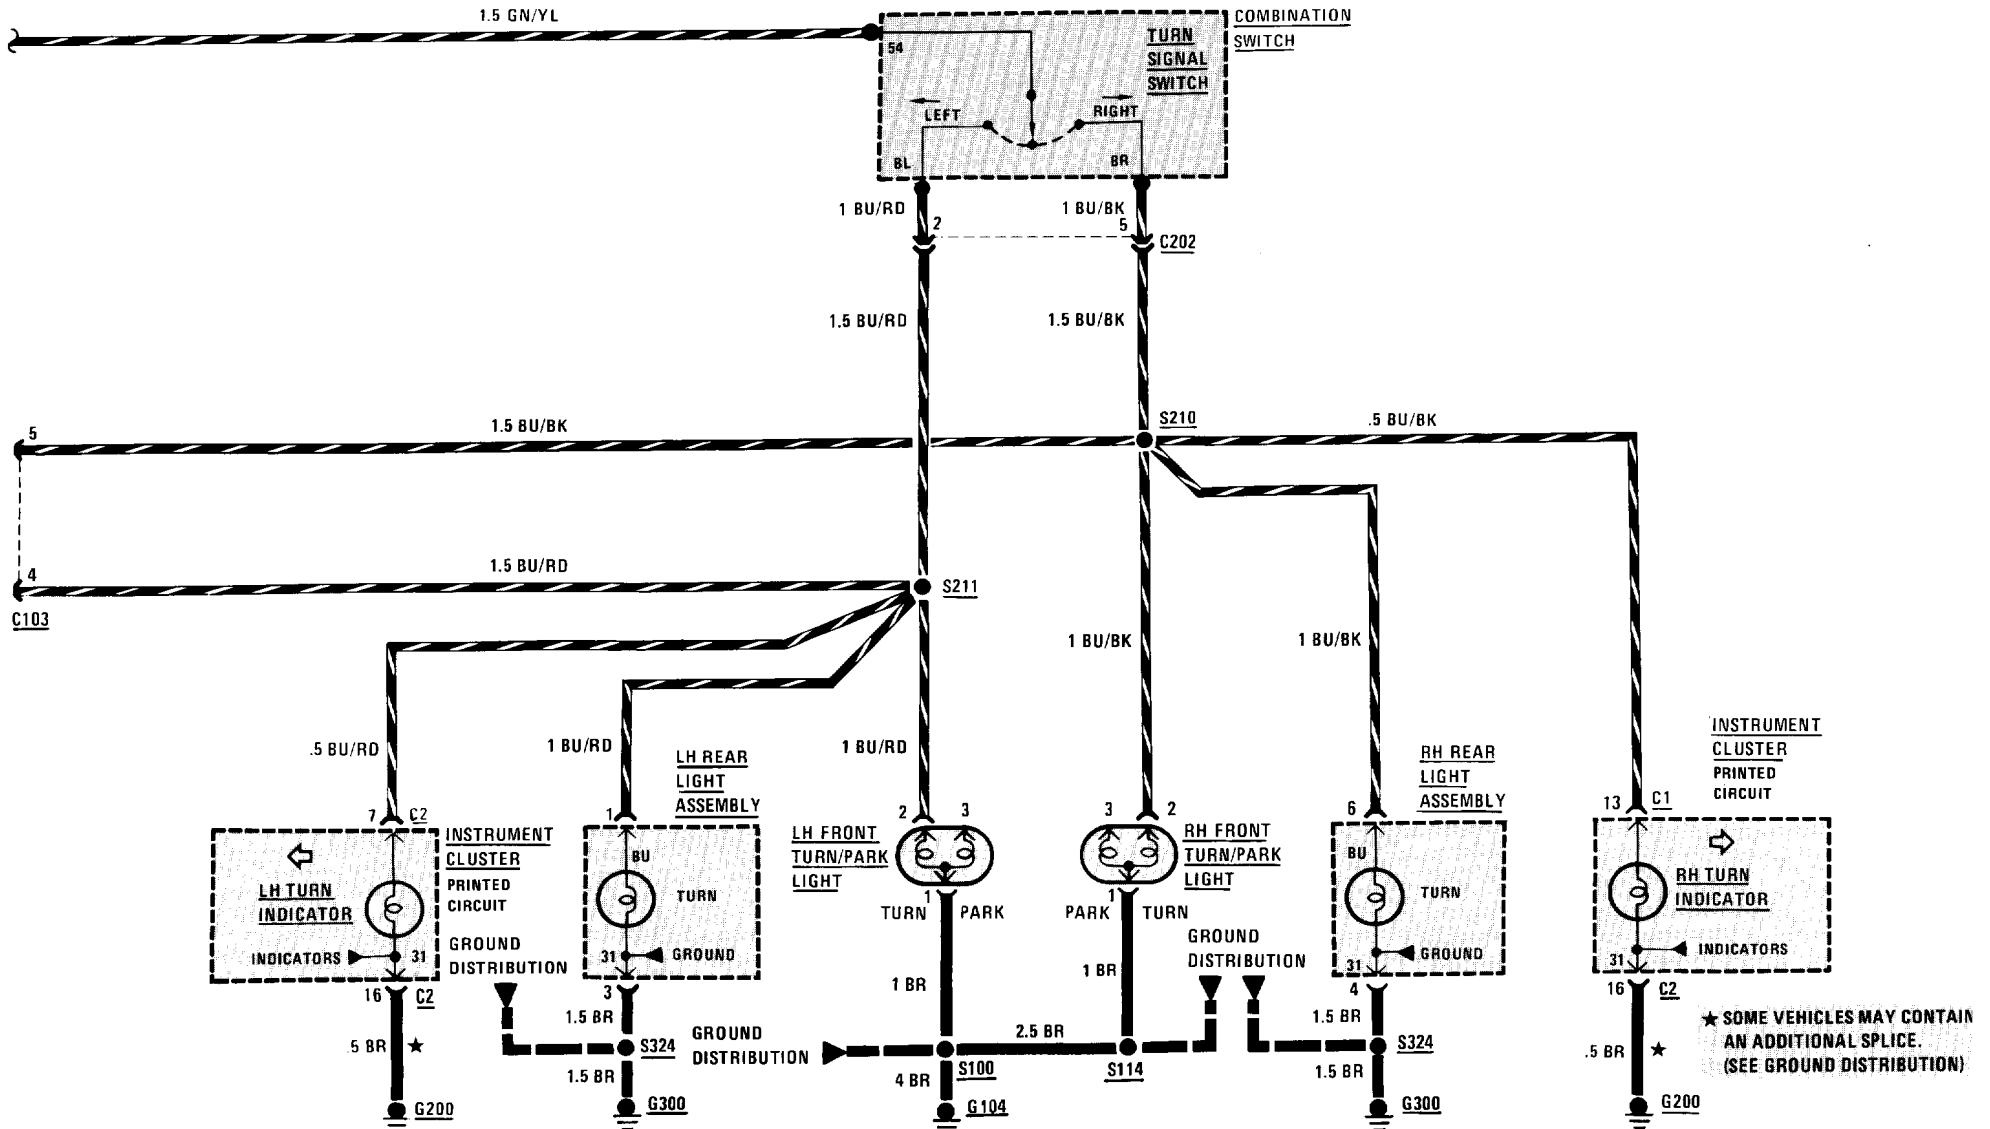 1.5 GN/YL
COMBINATION
SWITCH
54
TURN
SIGNAL
SWITCH
LEFT
RIGHT
BL
BR
1 BU/RD
1 BU/BK
2
5
C202
1.5 BU/RD
1.5 BU/BK
5
1.5 BU/BK
S210
.5 BU/BK
4
1.5 BU/RD
S211
C103
1 BU/BK
1 BU/BK
.5 BU/RD
1 BU/RD
1 BU/RD
LH REAR
LIGHT
ASSEMBLY
RH REAR
LIGHT
ASSEMBLY
INSTRUMENT
CLUSTER
PRINTED
CIRCUIT
7
C2
1
2
3
3
2
6
13
C1
INSTRUMENT
CLUSTER
PRINTED
CIRCUIT
LH FRONT
TURN/PARK
LIGHT
RH FRONT
TURN/PARK
LIGHT
LH TURN
INDICATOR
BU
TURN
BU
TURN
RH TURN
INDICATOR
1
TURN
PARK
1
PARK
TURN
INDICATORS
31
31
GROUND
31
GROUND
31
INDICATORS
GROUND
DISTRIBUTION
GROUND
DISTRIBUTION
16
C2
3
4
16
C2
1 BR
1 BR
1.5 BR
1.5 BR
★ SOME VEHICLES MAY CONTAIN
AN ADDITIONAL SPLICE.
(SEE GROUND DISTRIBUTION)
.5 BR ★
S324
GROUND
DISTRIBUTION
2.5 BR
S324
.5 BR ★
1.5 BR
4 BR
S100
S114
1.5 BR
G200
G300
G104
G300
G200